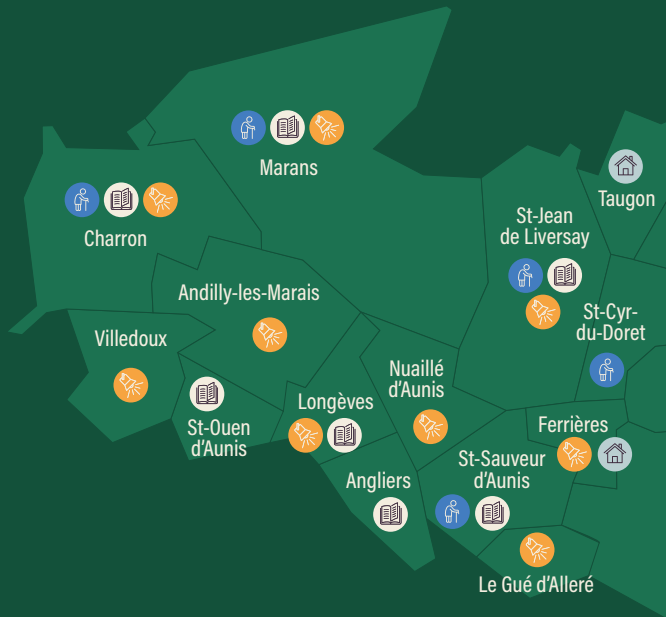 Marans
Taugon
Charron
St-Jean
de Liversay
Andilly-les-Marais
St-Cyr-
du-Doret
Villedoux
Nuaillé
d'Aunis
Longèves
St-Ouen
d'Aunis
Ferrières
St-Sauveur
d'Aunis
Angliers
Le Gué d'Alleré